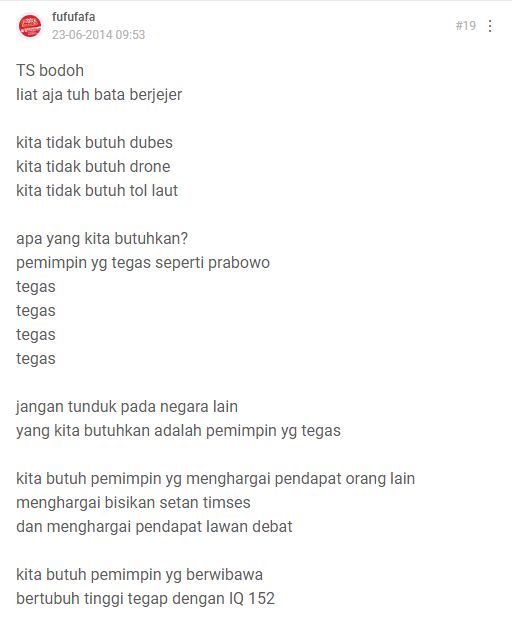 fufufafa
23-06-2014 09:53
#19
TS bodoh
liat aja tuh bata berjejer
kita tidak butuh dubes
kita tidak butuh drone
kita tidak butuh tol laut
apa yang kita butuhkan?
pemimpin yg tegas seperti prabowo
tegas
tegas
tegas
tegas
jangan tunduk pada negara lain
yang kita butuhkan adalah pemimpin yg tegas
kita butuh pemimpin yg menghargai pendapat orang lain
menghargai bisikan setan timses
dan menghargai pendapat lawan debat
kita butuh pemimpin yg berwibawa
bertubuh tinggi tegap dengan IQ 152